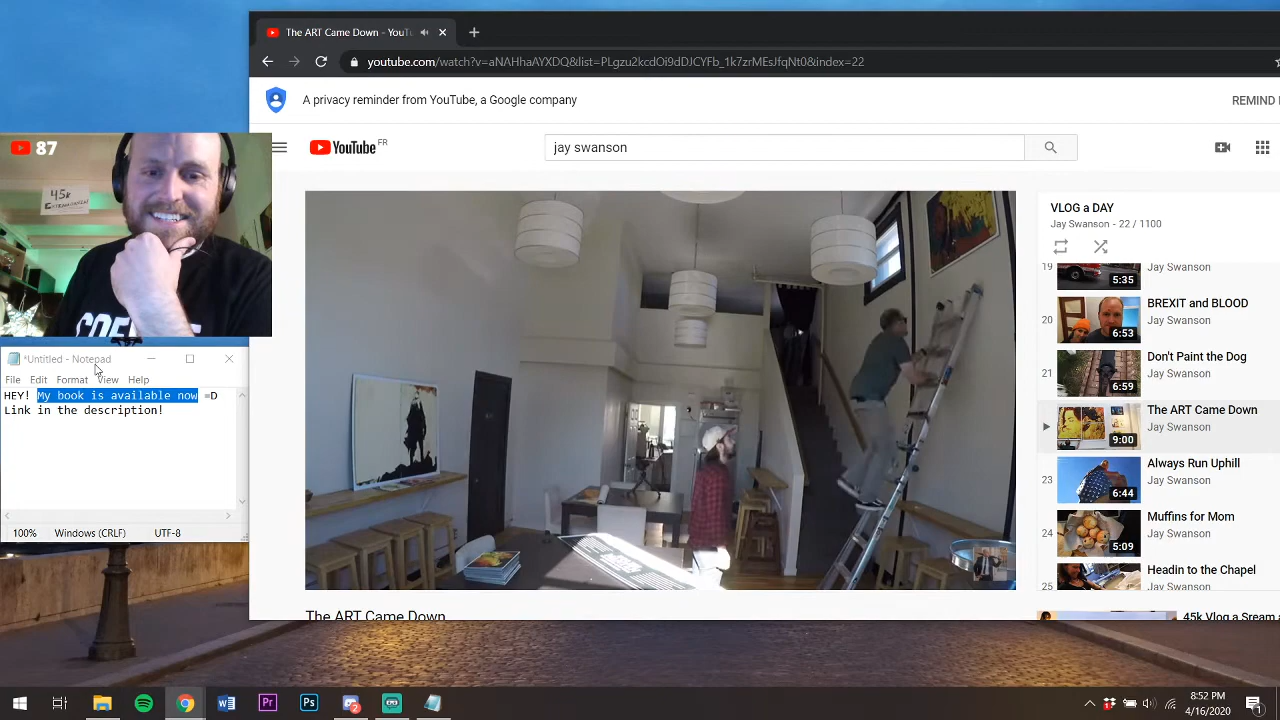 The ART Came Down - YouTu
youtube.com/watch?v=aNAHhaAYXDQ&list=PLgzu2kcdOi9dDJCYFb_1k7zrMEsJfqNt0&index=22
A privacy reminder from YouTube, a Google company
REMIND
YouTube FR
jay swanson
87
45k
VLOG a DAY
Jay Swanson - 22 / 1100
19
Jay Swanson
5:35
20
BREXIT and BLOOD
Jay Swanson
6:53
21
Don't Paint the Dog
Jay Swanson
6:59
The ART Came Down
Jay Swanson
9:00
23
Always Run Uphill
Jay Swanson
6:44
24
Muffins for Mom
Jay Swanson
5:09
25
Headin to the Chapel
Jay Swanson
The ART Came Down
45k Vlog a Sream a
*Untitled - Notepad
File Edit Format View Help
HEY! My book is available now =D
Link in the description!
100% Windows (CRLF) UTF-8
8:52 PM
4/16/2020